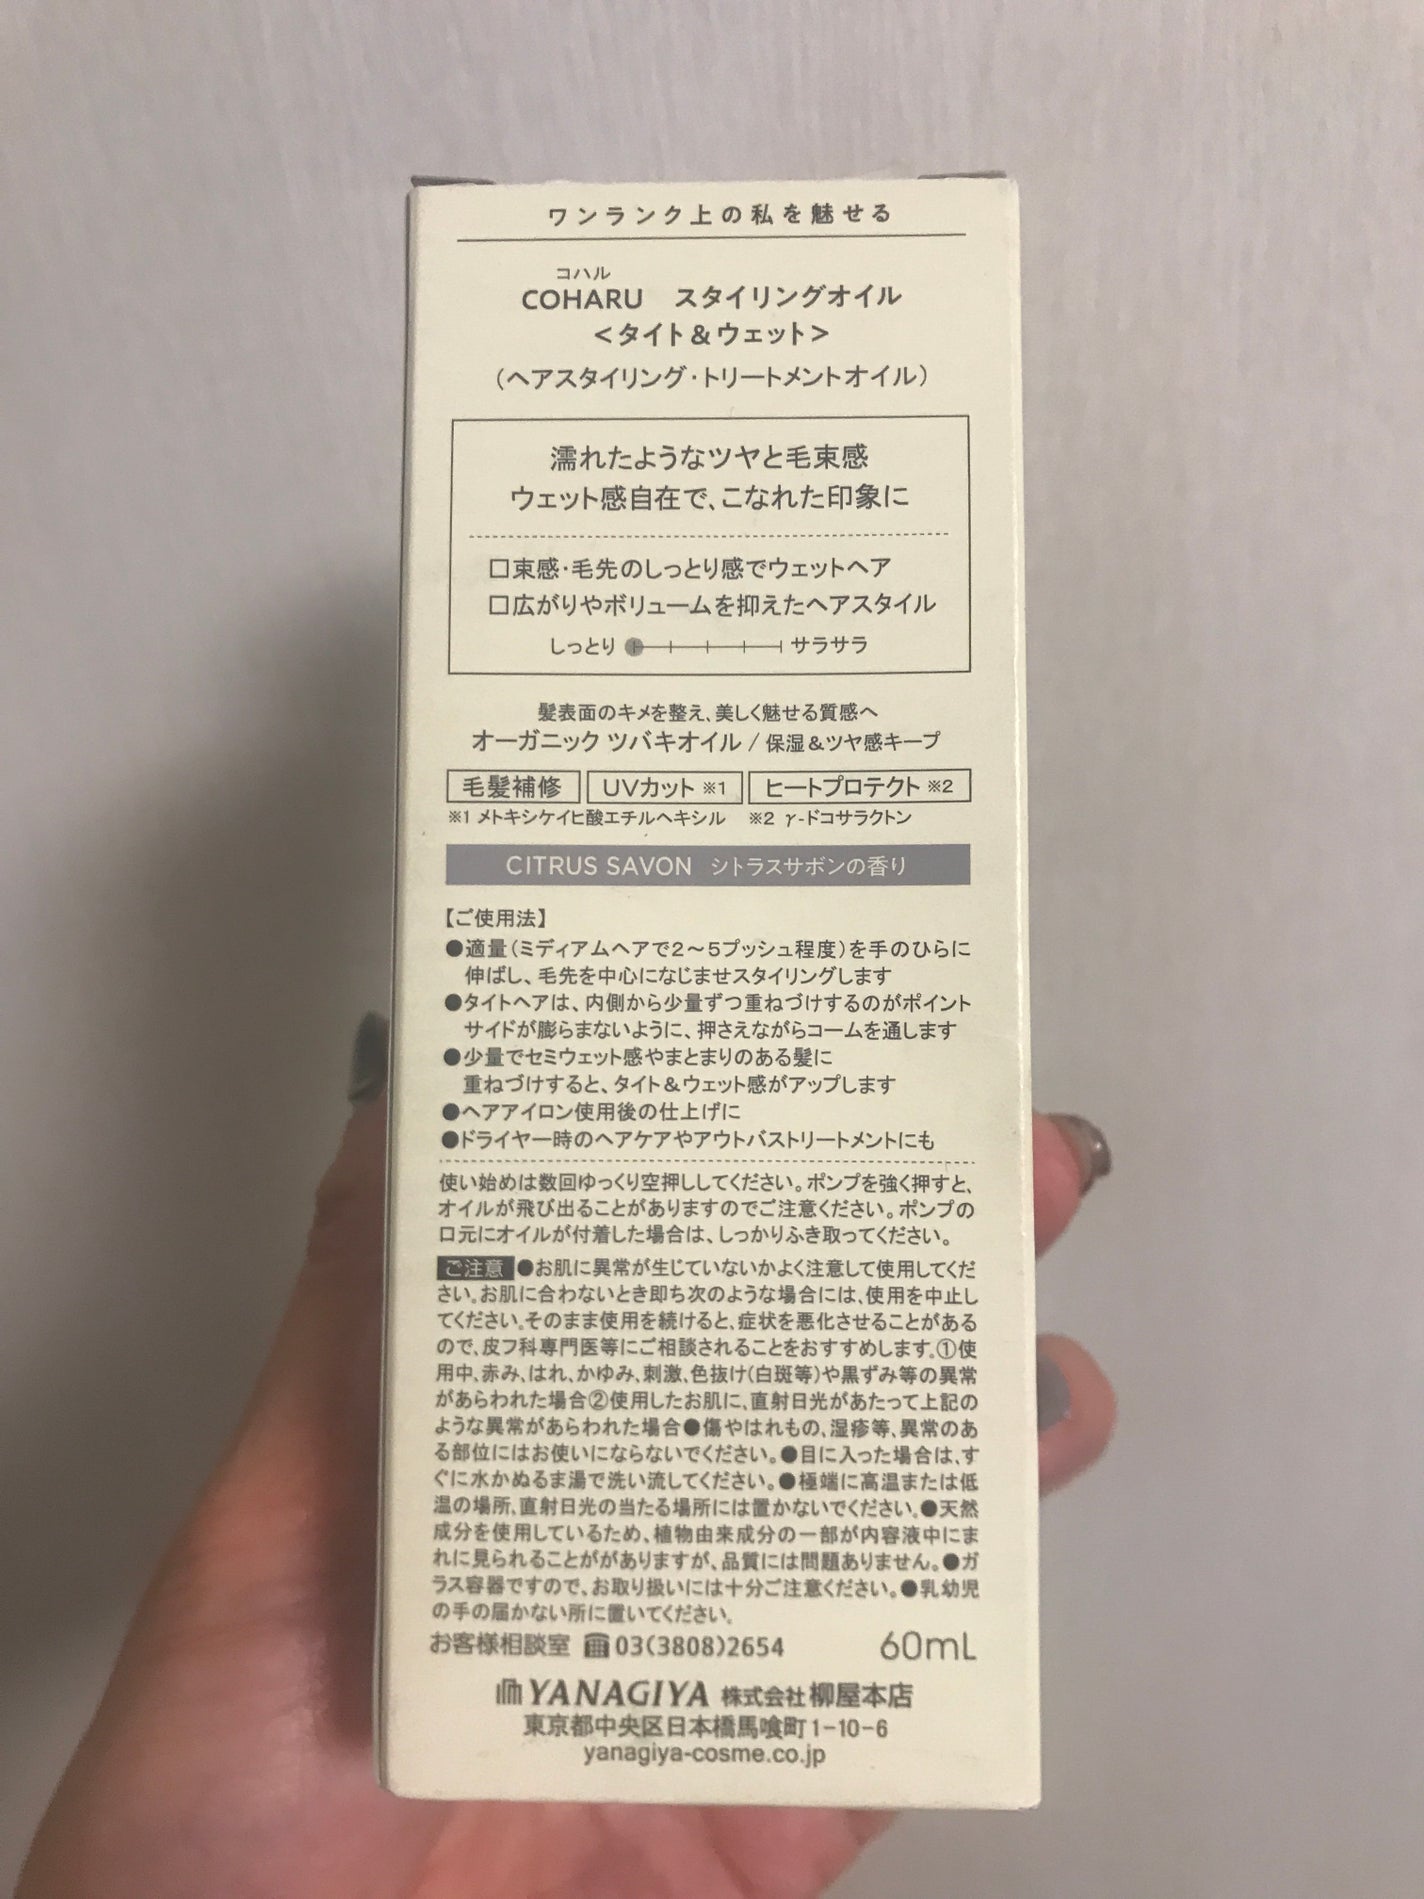 ワンランク上の私を魅せる
コハル
COHARU スタイリングオイル
<タイト&ウェット>
(ヘアスタイリング・トリートメントオイル)
濡れたようなツヤと毛束感
ウェット感自在で、こなれた印象に
□束感・毛先のしっとり感でウェットヘア
□広がりやボリュームを抑えたヘアスタイル
しっとり サラサラ
髪表面のキメを整え、美しく魅せる質感へ
オーガニック ツバキオイル / 保湿&ツヤ感キープ
毛髪補修 UVカット ※1 ヒートプロテクト ※2
※1 メトキシケイヒ酸エチルヘキシル ※2 γ-ドコサラクトン
CITRUS SAVON シトラスサボンの香り
【ご使用法】
●適量(ミディアムヘアで2〜5プッシュ程度)を手のひらに
伸ばし、毛先を中心になじませスタイリングします
●タイトヘアは、内側から少量ずつ重ねづけするのがポイント
サイドが膨らまないように、押さえながらコームを通します
●少量でセミウェット感やまとまりのある髪に
重ねづけすると、タイト&ウェット感がアップします
●ヘアアイロン使用後の仕上げに
●ドライヤー時のヘアケアやアウトバストリートメントにも
使い始めは数回ゆっくり空押ししてください。ポンプを強く押すと、
オイルが飛び出ることがありますのでご注意ください。ポンプの
口元にオイルが付着した場合は、しっかりふき取ってください。
ご注意 ●お肌に異常が生じていないかよく注意して使用してくだ
さい。お肌に合わないとき即ち次のような場合には、使用を中止し
てください。そのまま使用を続けると、症状を悪化させることがある
ので、皮フ科専門医等にご相談されることをおすすめします。①使
用中、赤み、はれ、かゆみ、刺激、色抜け(白斑等)や黒ずみ等の異常
があらわれた場合②使用したお肌に、直射日光があたって上記の
ような異常があらわれた場合●傷やはれもの、湿疹等、異常のあ
る部位にはお使いにならないでください。●目に入った場合は、す
ぐに水かぬるま湯で洗い流してください。●極端に高温または低
温の場所、直射日光の当たる場所には置かないでください。●天然
成分を使用しているため、植物由来成分の一部が内容液中にま
れに見られることががありますが、品質には問題ありません。●ガ
ラス容器ですので、お取り扱いには十分ご注意ください。●乳幼児
の手の届かない所に置いてください。
お客様相談室 ☎03(3808)2654 60mL
YANAGIYA 株式会社 柳屋本店
東京都中央区日本橋馬喰町1-10-6
yanagiya-cosme.co.jp